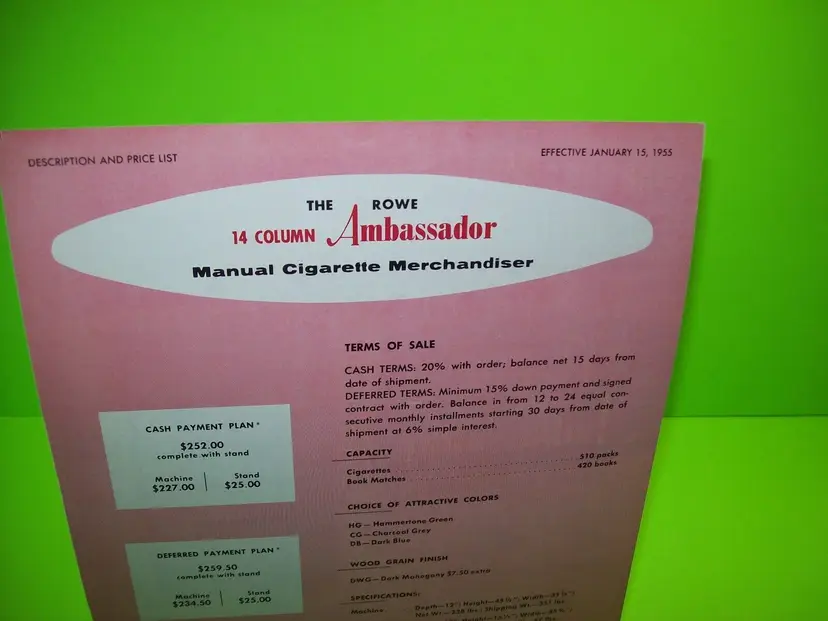 DESCRIPTION AND PRICE LIST
EFFECTIVE JANUARY 15, 1955
THE ROWE
14 COLUMN Ambassador
Manual Cigarette Merchandiser
TERMS OF SALE
CASH TERMS: 20% with order; balance net 15 days from
date of shipment.
DEFERRED TERMS: Minimum 15% down payment and signed
contract with order. Balance in from 12 to 24 equal con-
secutive monthly installments starting 30 days from date of
shipment at 6% simple interest.
CASH PAYMENT PLAN*
$252.00
complete with stand
Machine Stand
$227.00 $25.00
CAPACITY
Cigarettes 510 packs
Book Matches 420 books
CHOICE OF ATTRACTIVE COLORS
HG — Hammertone Green
CG — Charcoal Grey
DB — Dark Blue
DEFERRED PAYMENT PLAN*
$259.50
complete with stand
Machine Stand
$234.50 $25.00
WOOD GRAIN FINISH
DWG — Dark Mahogany $7.50 extra
SPECIFICATIONS:
Machine